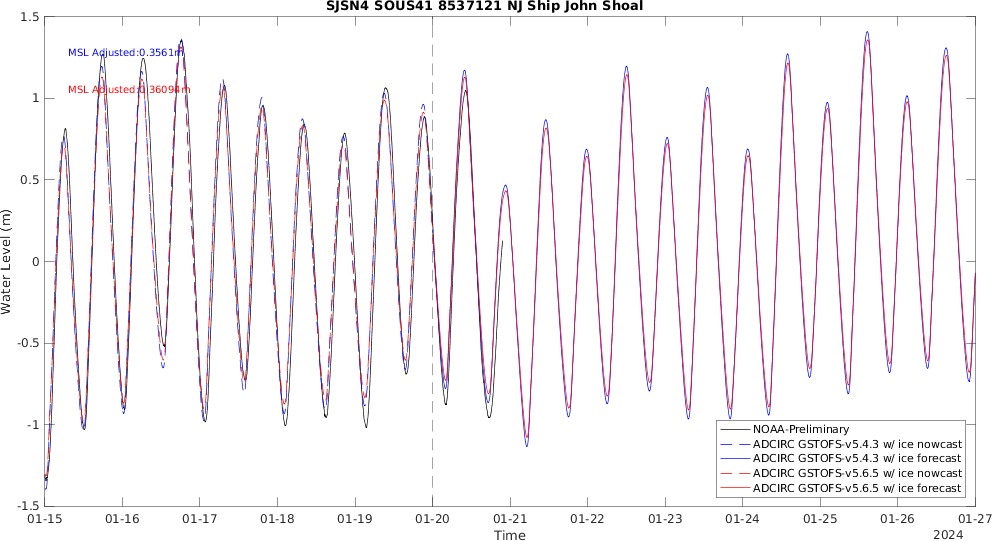 SJSN4 SOUS41 8537121 NJ Ship John Shoal
MSL Adjusted:0.3561m
MSL Adjusted:0.36094m
Water Level (m)
1.5
1
0.5
0
-0.5
-1
-1.5
NOAA-Preliminary
ADCIRC GSTOFS-v5.4.3 w/ ice nowcast
ADCIRC GSTOFS-v5.4.3 w/ ice forecast
ADCIRC GSTOFS-v5.6.5 w/ ice nowcast
ADCIRC GSTOFS-v5.6.5 w/ ice forecast
01-15 01-16 01-17 01-18 01-19 01-20 01-21 01-22 01-23 01-24 01-25 01-26 01-27
Time
2024